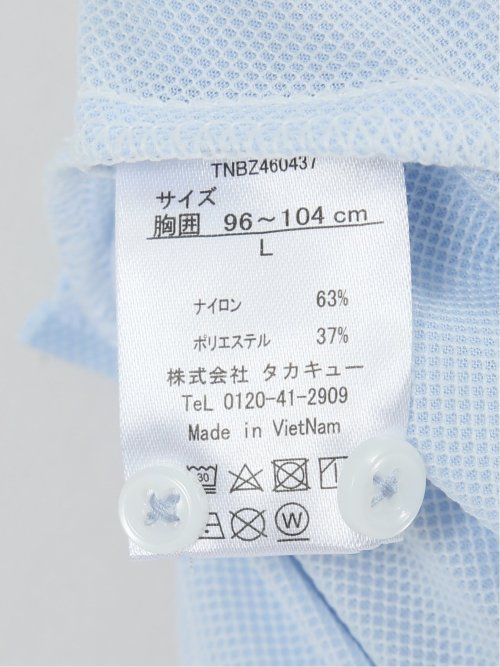 TNBZ460437
サイズ
胸囲 96～104 cm
L
ナイロン 63%
ポリエステル 37%
株式会社 タカキュー
TeL 0120-41-2909
Made in VietNam
30
W